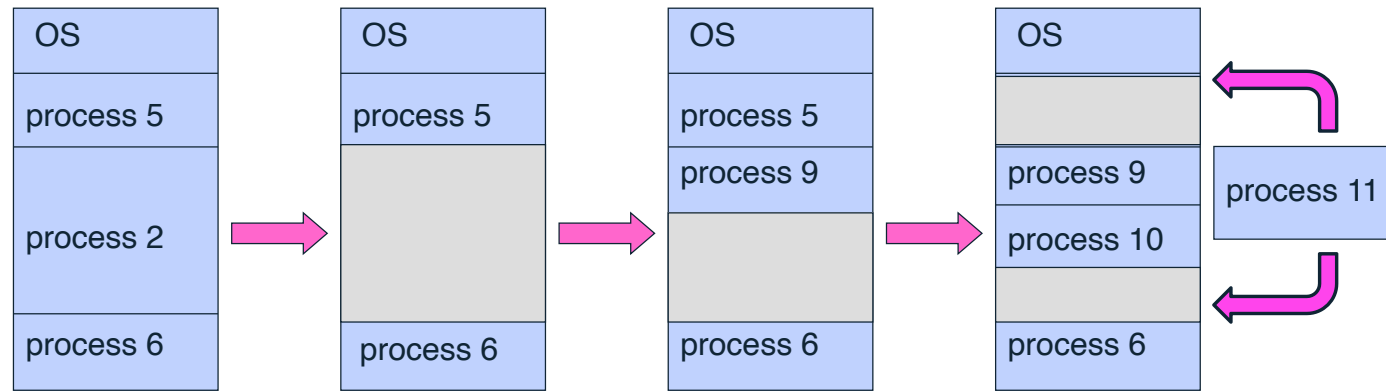 OS
process 5
process 2
process 6
OS
process 5
process 6
OS
process 5
process 9
process 6
OS
process 9
process 10
process 6
process 11